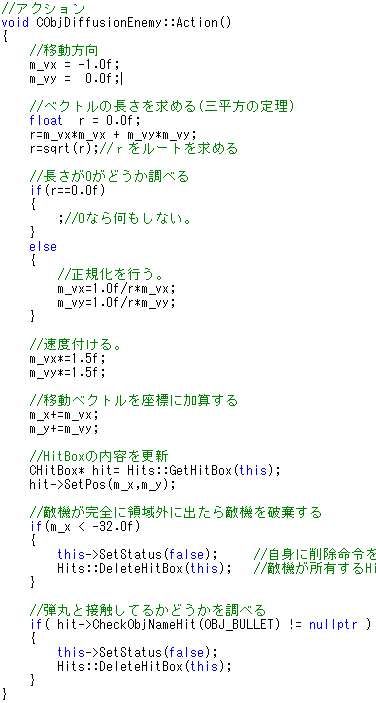 //アクション
void CObjDiffusionEnemy::Action()
{
//移動方向
m_vx = -1.0f;
m_vy =  0.0f;
//ベクトルの長さを求める(三平方の定理)
float  r = 0.0f;
r=m_vx*m_vx + m_vy*m_vy;
r=sqrt(r);//ｒをルートを求める
//長さが0がどうか調べる
if(r==0.0f)
{
;//0なら何もしない。
}
else
{
//正規化を行う。
m_vx=1.0f/r*m_vx;
m_vy=1.0f/r*m_vy;
}
//速度付ける。
m_vx*=1.5f;
m_vy*=1.5f;
//移動ベクトルを座標に加算する
m_x+=m_vx;
m_y+=m_vy;
//HitBoxの内容を更新
CHitBox* hit= Hits::GetHitBox(this);
hit->SetPos(m_x,m_y);
//敵機が完全に領域外に出たら敵機を破棄する
if(m_x < -32.0f)
{
this->SetStatus(false);    //自身に削除命令を
Hits::DeleteHitBox(this);  //敵機が所有するHi
}
//弾丸と接触してるかどうかを調べる
if( hit->CheckObjNameHit(OBJ_BULLET) != nullptr )
{
this->SetStatus(false);
Hits::DeleteHitBox(this);
}
}